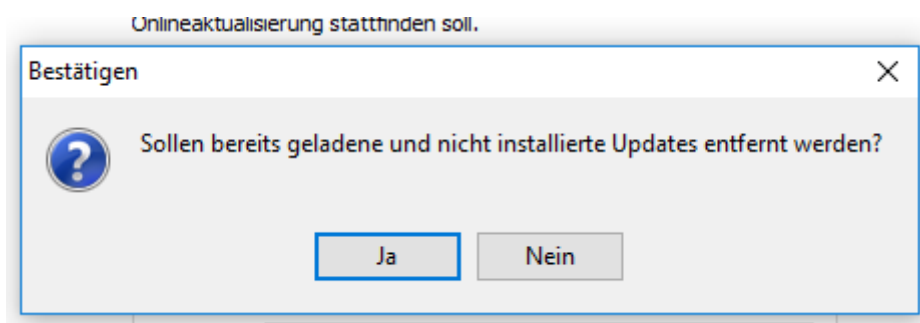 Onlineaktualisierung stattfinden soll.
Bestätigen
Sollen bereits geladene und nicht installierte Updates entfernt werden?
Ja
Nein